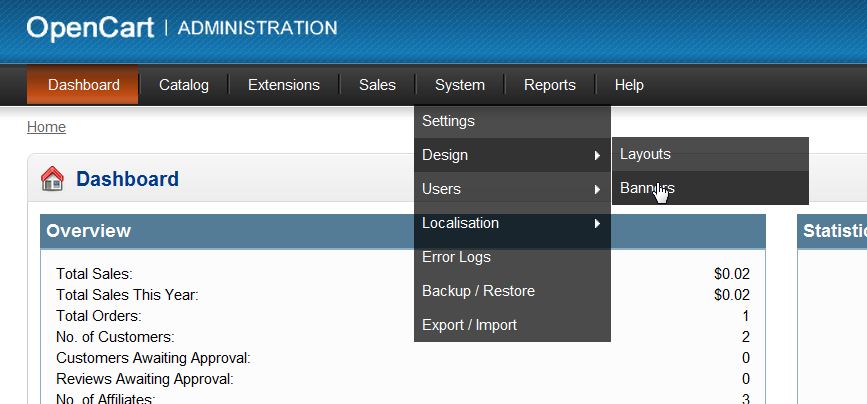 OpenCart | ADMINISTRATION
Dashboard Catalog Extensions Sales System Reports Help
Home
Settings
Design
Users
Localisation
Error Logs
Backup / Restore
Export / Import
Layouts
Banners
Dashboard
Overview
Total Sales: $0.02
Total Sales This Year: $0.02
Total Orders: 1
No. of Customers: 2
Customers Awaiting Approval: 0
Reviews Awaiting Approval: 0
No. of Affiliates: 3
Statistic